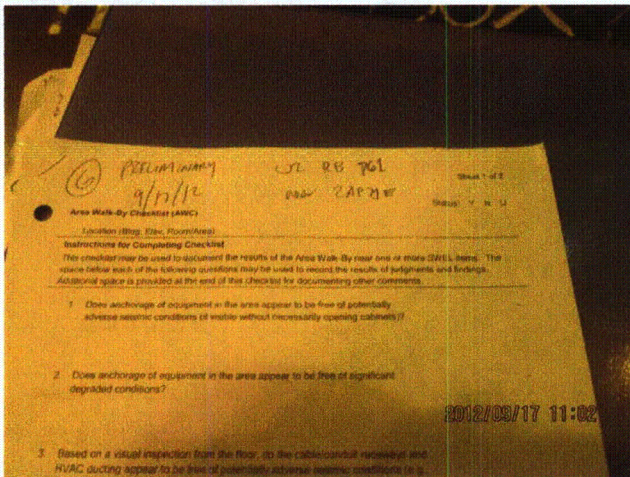 6 PRELIMINARY U2 RB 761
9/17/12
Sheet 1 of 2
Status: Y N U
Area Walk-By Checklist (AWC)
Location (Bldg, Elev, Room/Area)
Instructions for Completing Checklist
This checklist may be used to document the results of the Area Walk-By near one or more SWEL items. The
space below each of the following questions may be used to record the results of judgments and findings.
Additional space is provided at the end of this checklist for documenting other comments.
1 Does anchorage of equipment in the area appear to be free of potentially
adverse seismic conditions (if visible without necessarily opening cabinets)?
2 Does anchorage of equipment in the area appear to be free of significant
degraded conditions?
2012/09/17 11:02
3 Based on a visual inspection from the floor, do the cable/conduit raceways and
HVAC ducting appear to be free of potentially adverse seismic conditions (e.g.